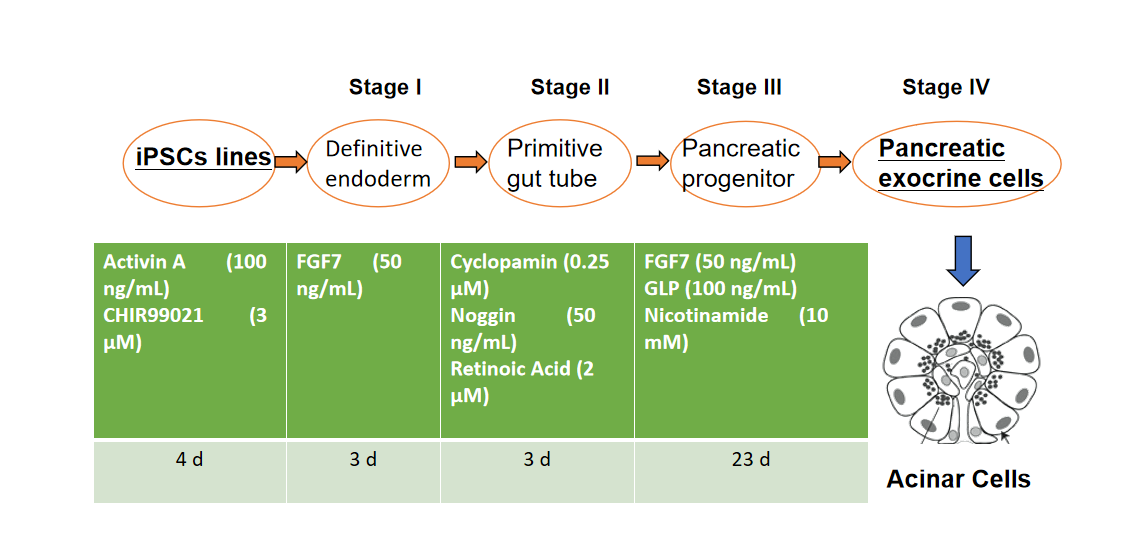 Stage I
Stage II
Stage III
Stage IV
iPSCs lines
Definitive
endoderm
Primitive
gut tube
Pancreatic
progenitor
Pancreatic
exocrine cells
Activin A (100
ng/mL)
CHIR99021 (3
µM)
FGF7 (50
ng/mL)
Cyclopamin (0.25
µM)
Noggin (50
ng/mL)
Retinoic Acid (2
µM)
FGF7 (50 ng/mL)
GLP (100 ng/mL)
Nicotinamide (10
mM)
4 d
3 d
3 d
23 d
Acinar Cells